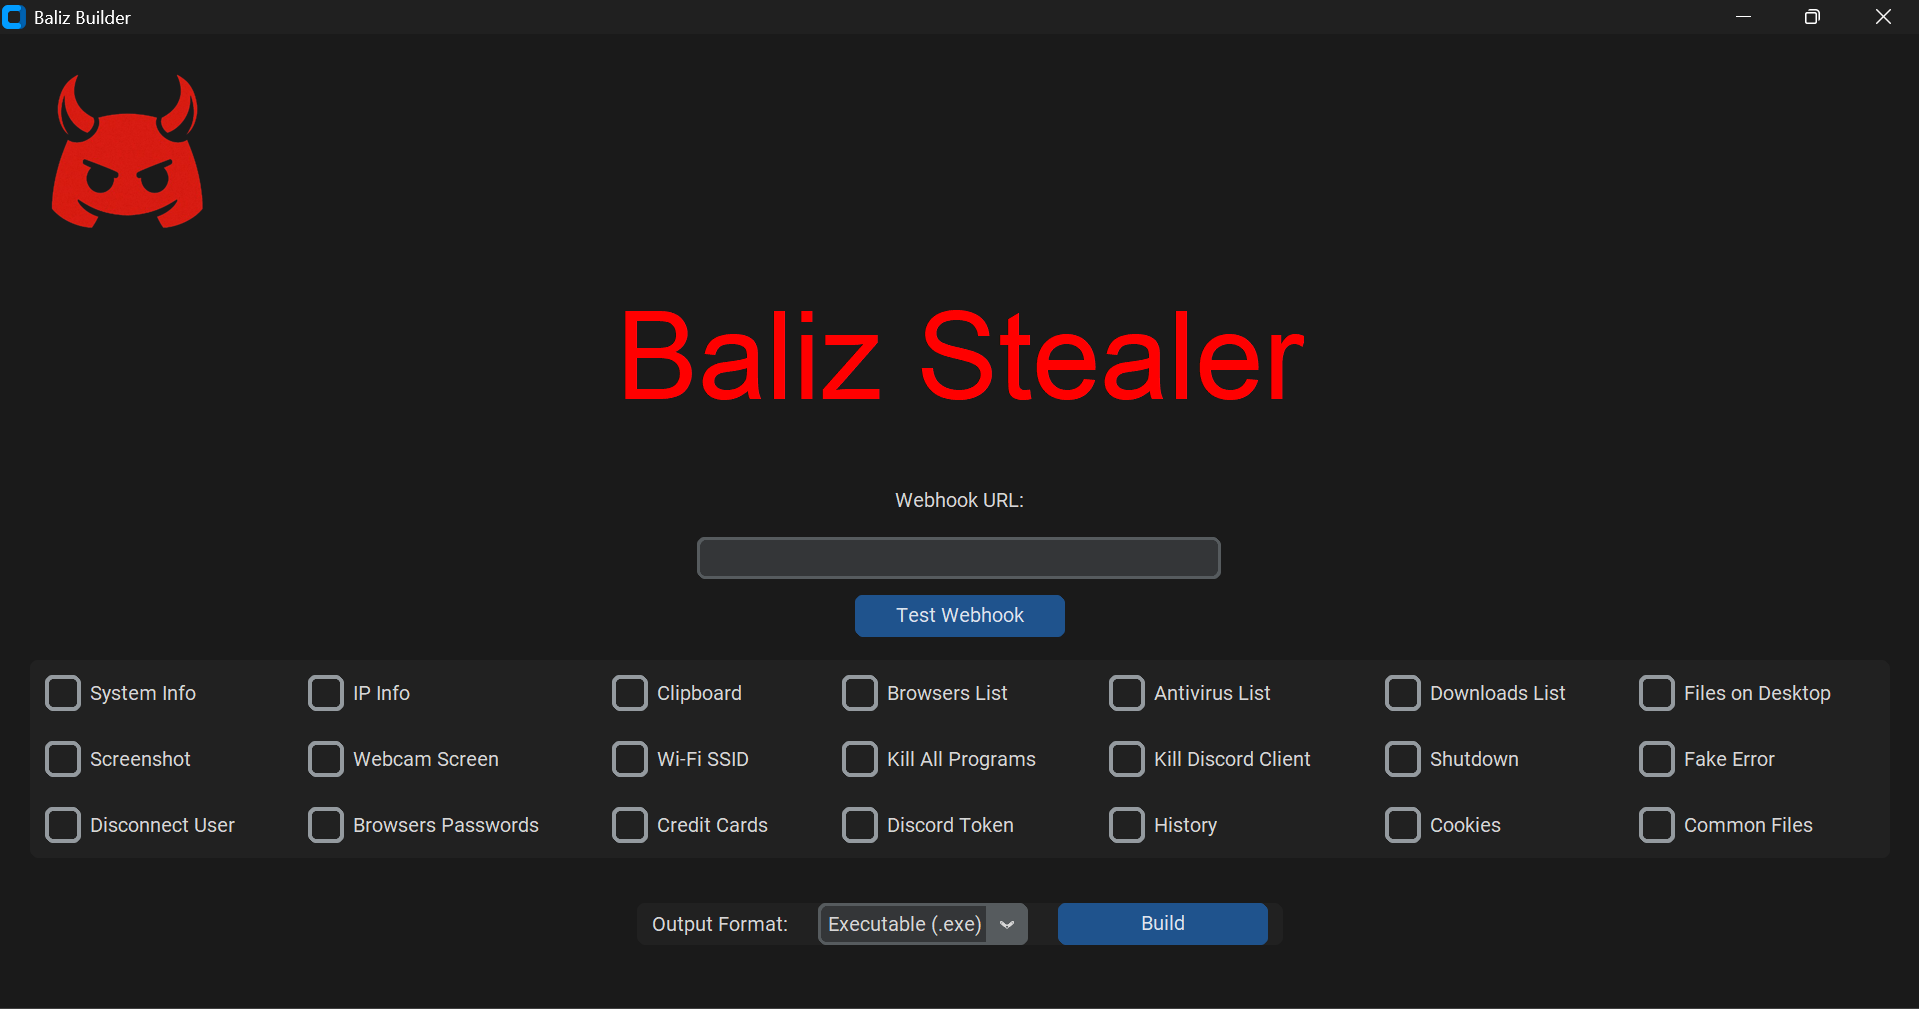 Baliz Builder
Baliz Stealer
Webhook URL:
Test Webhook
System Info IP Info Clipboard Browsers List Antivirus List Downloads List Files on Desktop
Screenshot Webcam Screen Wi-Fi SSID Kill All Programs Kill Discord Client Shutdown Fake Error
Disconnect User Browsers Passwords Credit Cards Discord Token History Cookies Common Files
Output Format: Executable (.exe) Build